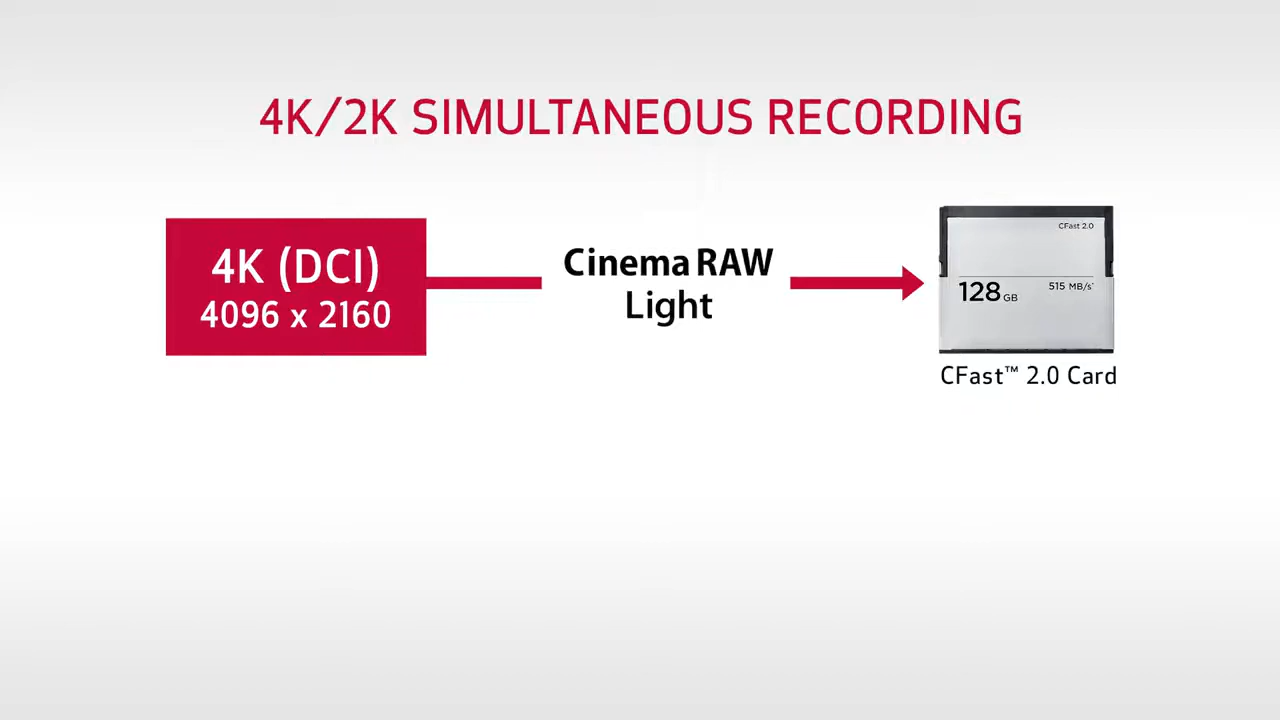 4K/2K SIMULTANEOUS RECORDING
4K (DCI)
4096 x 2160
Cinema RAW
Light
CFast 2.0
128 GB
515 MB/s*
CFast™ 2.0 Card